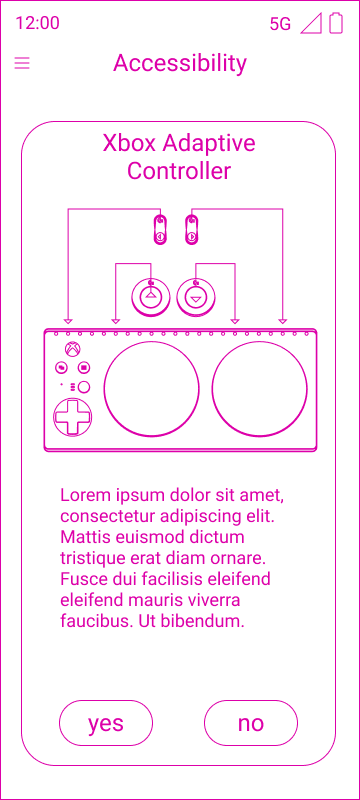 12:00 5G
Accessibility
Xbox Adaptive
Controller
Lorem ipsum dolor sit amet,
consectetur adipiscing elit.
Mattis euismod dictum
tristique erat diam ornare.
Fusce dui facilisis eleifend
eleifend mauris viverra
faucibus. Ut bibendum.
yes no